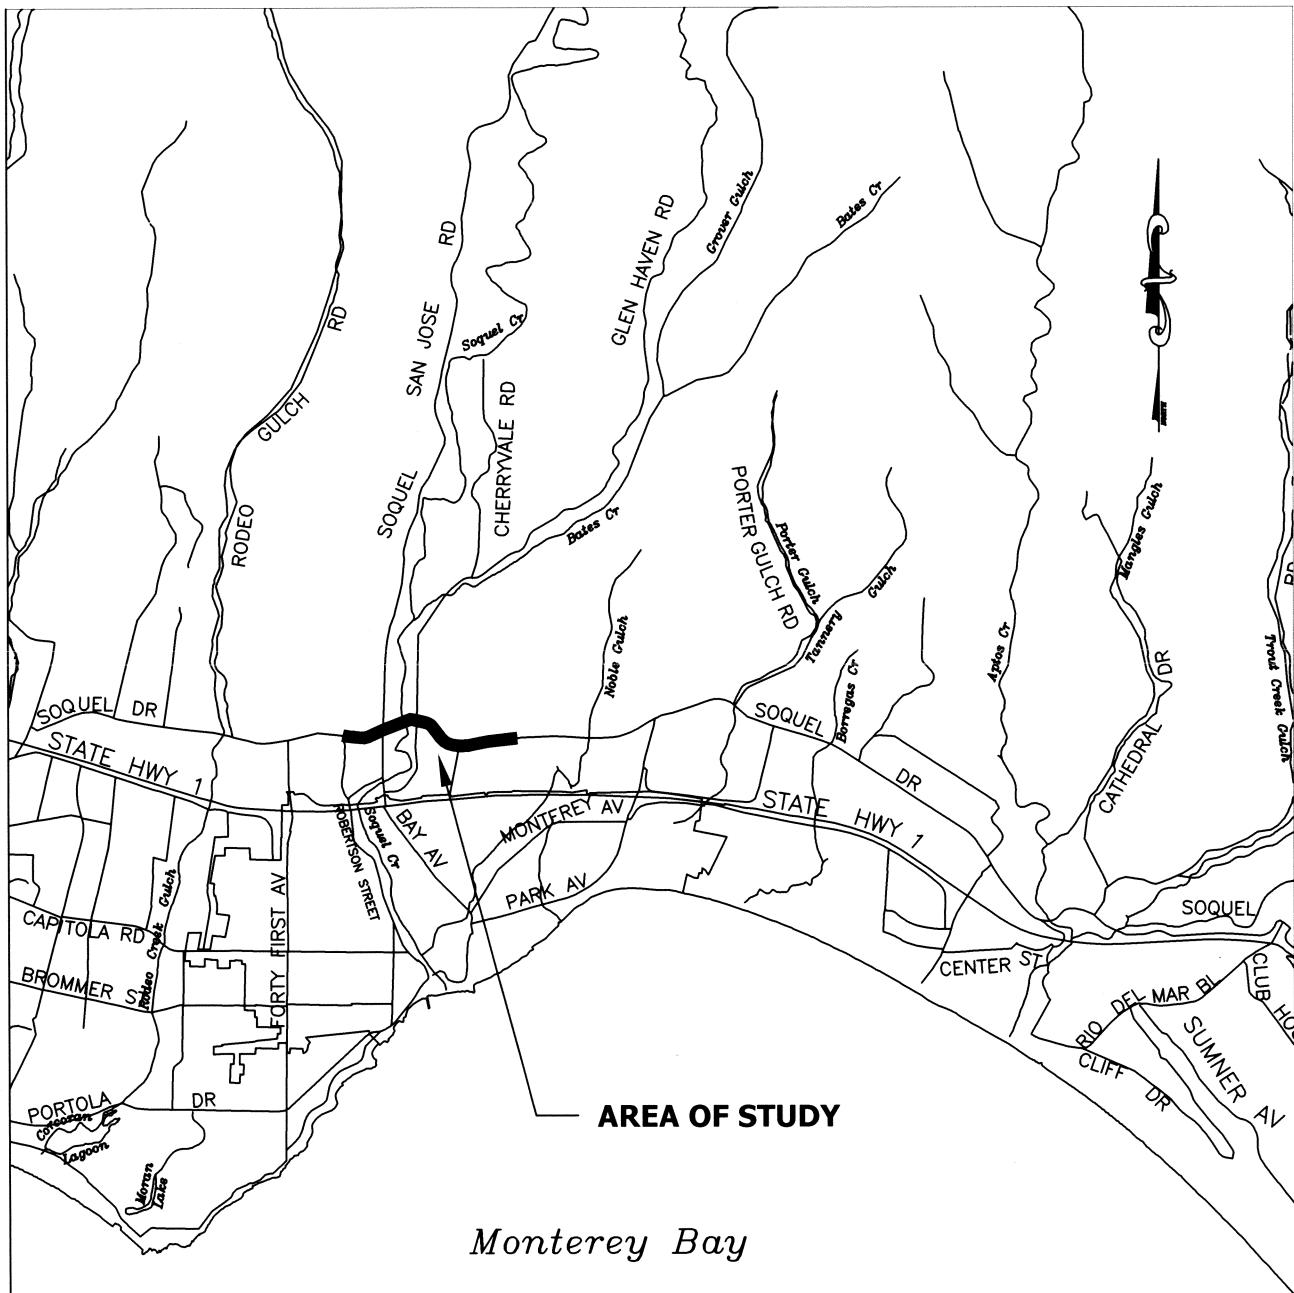 Grover Gulch
Bates Cr
GLEN HAVEN RD
SOQUEL SAN JOSE RD
RODEO GULCH RD
Soquel Cr
CHERRYVALE RD
Bates Cr
PORTER GULCH RD
Porter Gulch
Tannery Gulch
Mangles Gulch
Noble Gulch
Aptos Cr
Borregas Cr
Trout Creek Gulch
RD
CATHEDRAL DR
SOQUEL DR
SOQUEL DR
STATE HWY 1
STATE HWY 1
ROBERTSON STREET
Soquel Cr
BAY AV
MONTEREY AV
PARK AV
FORTY FIRST AV
CAPITOLA RD
Rodeo Creek Gulch
BROMMER ST
SOQUEL
CENTER ST
CLUB HOU
RIO DEL MAR BL
SUMNER AV
CLIFF DR
PORTOLA DR
Corcoran
Lagoon
Moran
Lake
AREA OF STUDY
Monterey Bay